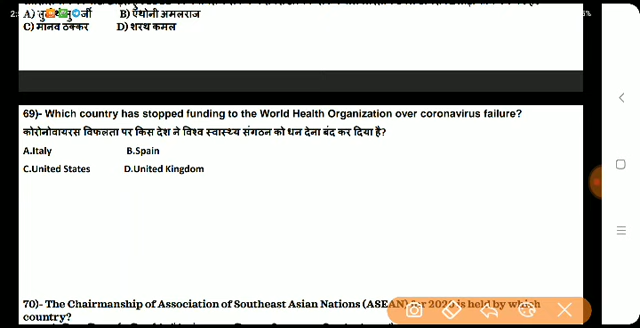 B) ऐंथोनी अमलराज
C) मानव ठक्कर D) शरथ कमल
69)- Which country has stopped funding to the World Health Organization over coronavirus failure?
कोरोनोवायरस विफलता पर किस देश ने विश्व स्वास्थ्य संगठन को धन देना बंद कर दिया है?
A.Italy B.Spain
C.United States D.United Kingdom
70)- The Chairmanship of Association of Southeast Asian Nations (ASEAN) for 2020 is held by which
country?